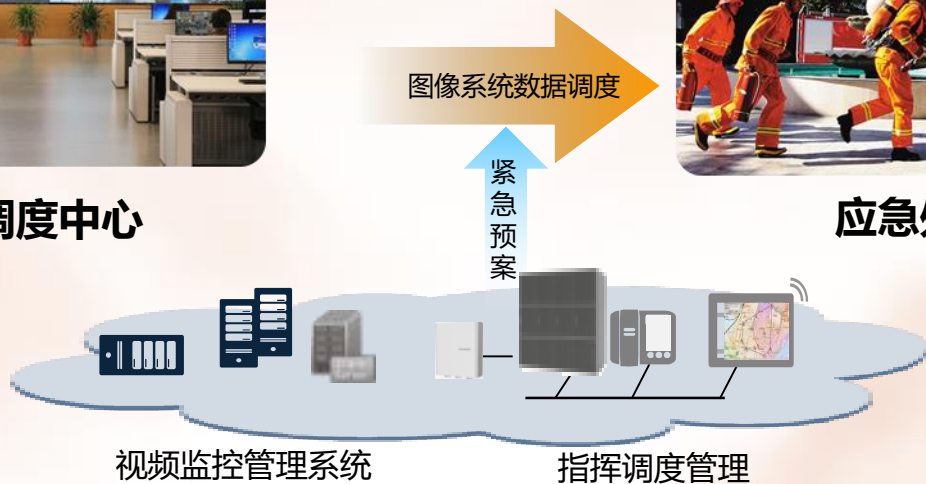 图像系统数据调度
紧急预案
调度中心
应急
视频监控管理系统
指挥调度管理